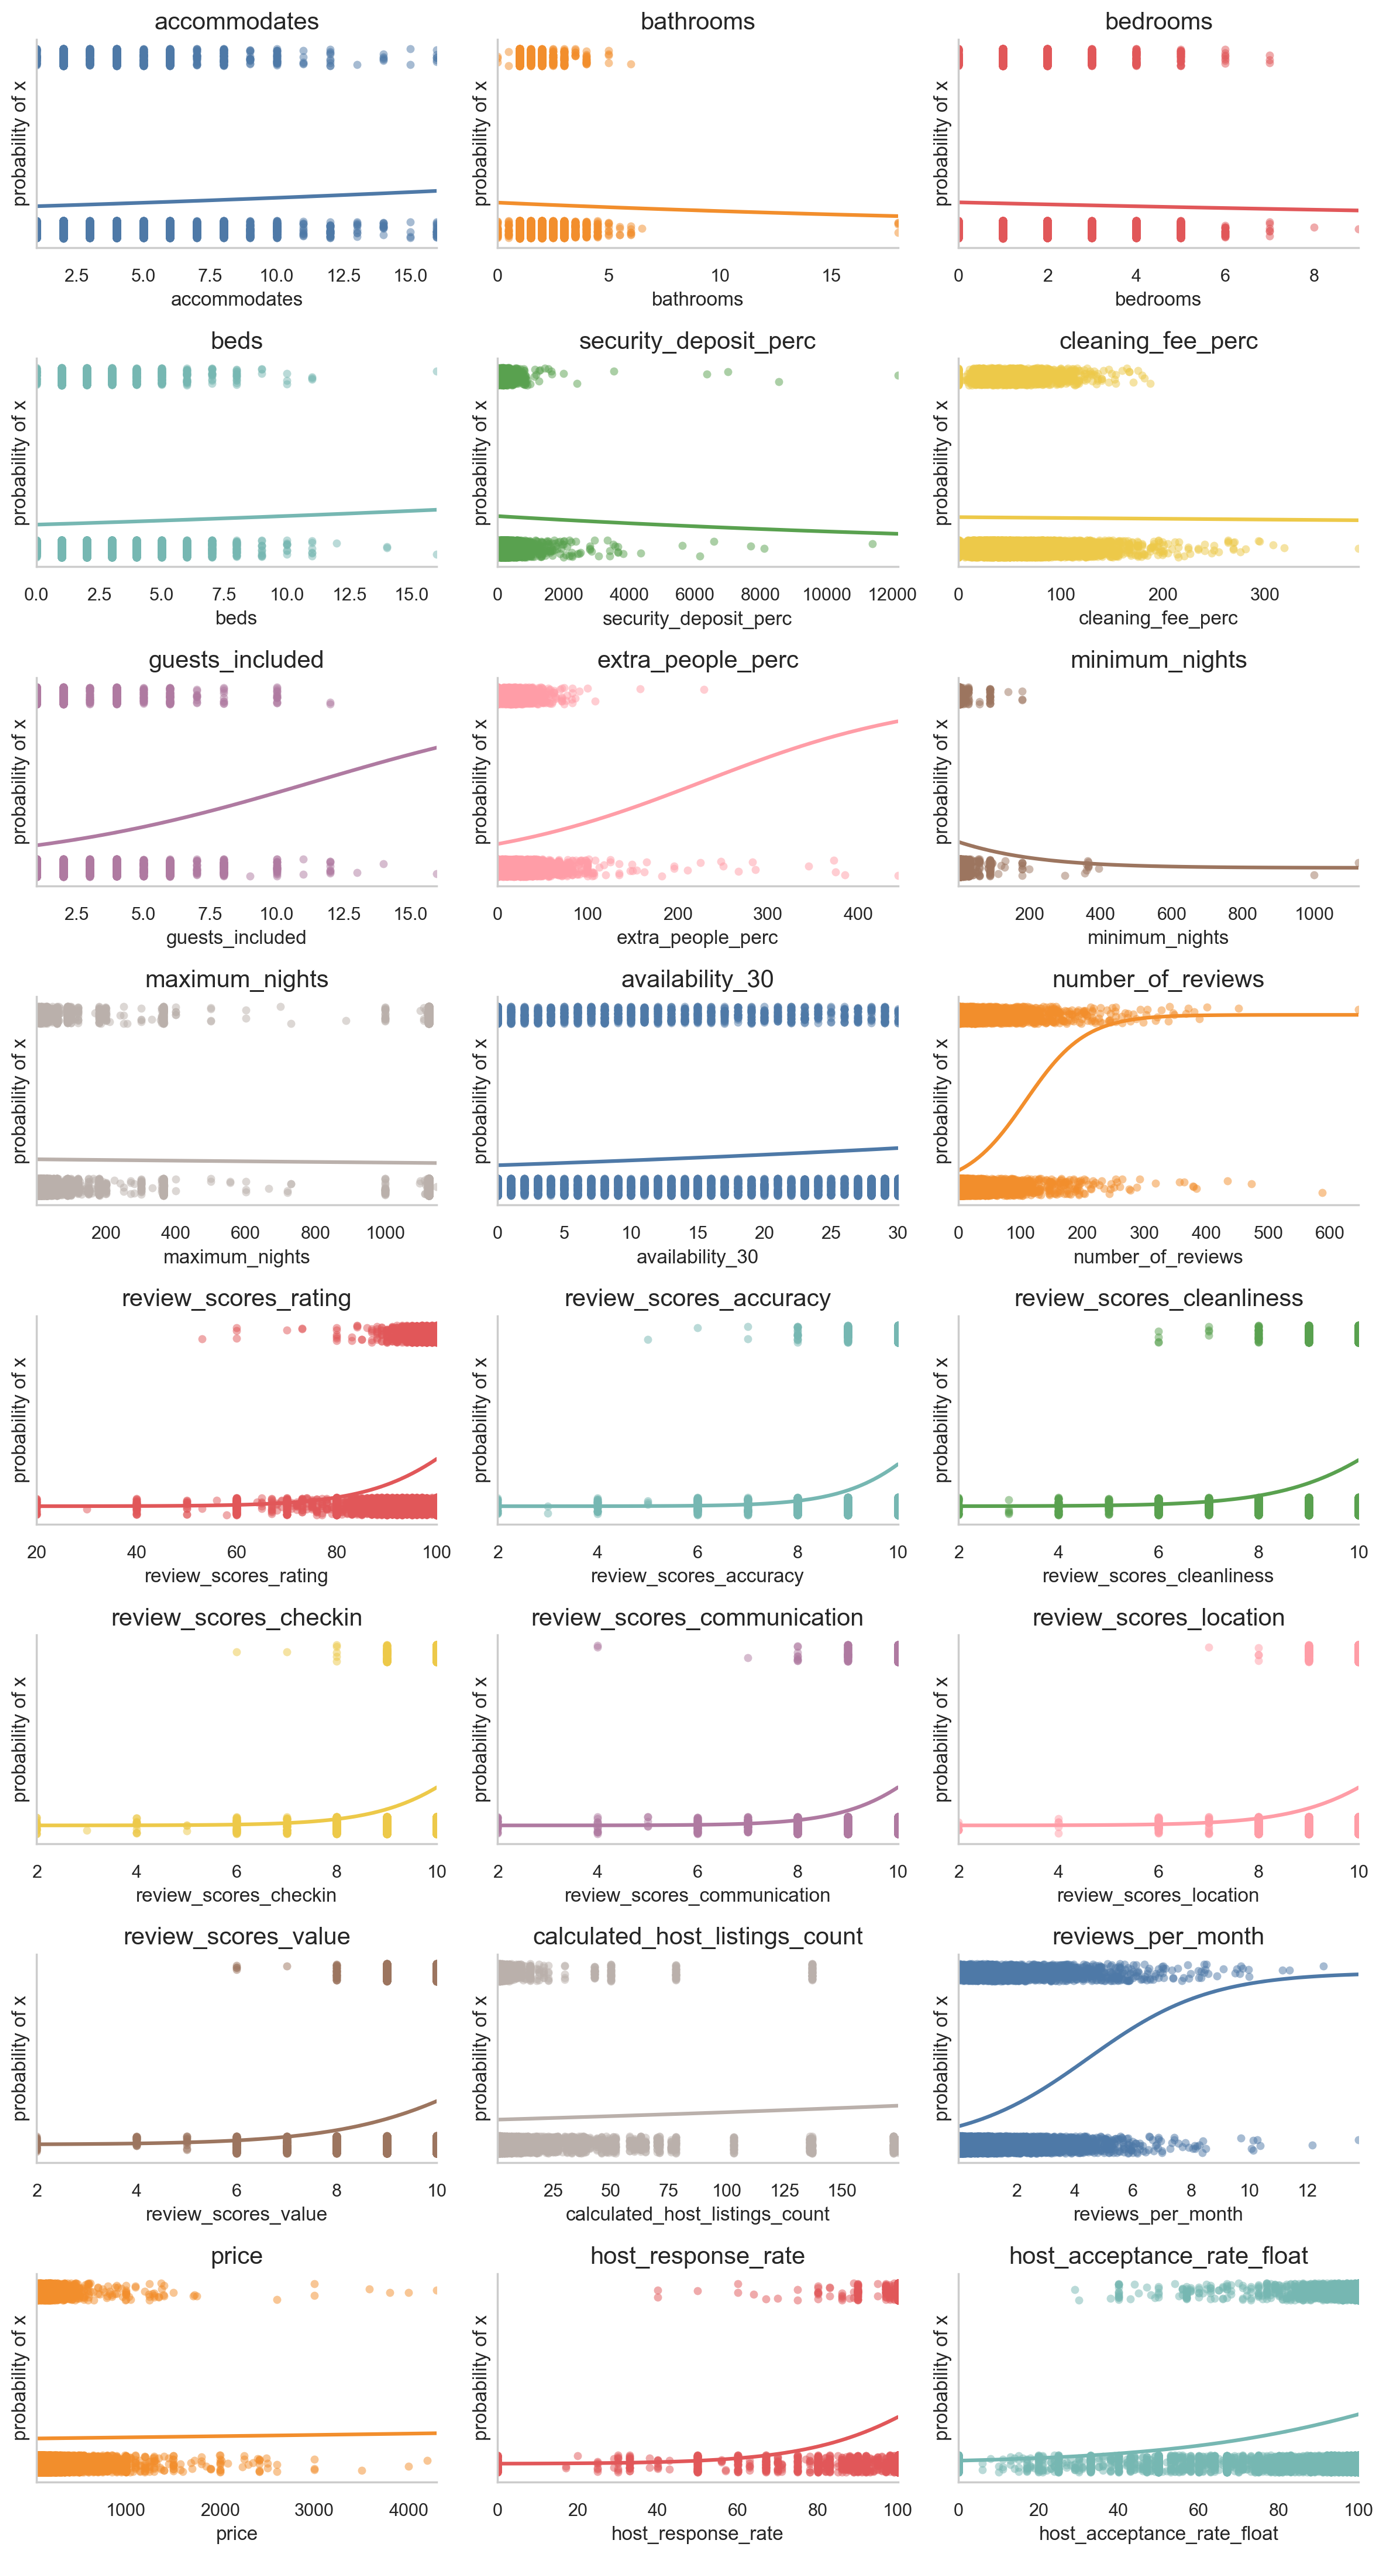 accommodates
probability of x
2.5 5.0 7.5 10.0 12.5 15.0
accommodates
bathrooms
probability of x
0 5 10 15
bathrooms
bedrooms
probability of x
0 2 4 6 8
bedrooms
beds
probability of x
0.0 2.5 5.0 7.5 10.0 12.5 15.0
beds
security_deposit_perc
probability of x
0 2000 4000 6000 8000 10000 12000
security_deposit_perc
cleaning_fee_perc
probability of x
0 100 200 300
cleaning_fee_perc
guests_included
probability of x
2.5 5.0 7.5 10.0 12.5 15.0
guests_included
extra_people_perc
probability of x
0 100 200 300 400
extra_people_perc
minimum_nights
probability of x
200 400 600 800 1000
minimum_nights
maximum_nights
probability of x
200 400 600 800 1000
maximum_nights
availability_30
probability of x
0 5 10 15 20 25 30
availability_30
number_of_reviews
probability of x
0 100 200 300 400 500 600
number_of_reviews
review_scores_rating
probability of x
20 40 60 80 100
review_scores_rating
review_scores_accuracy
probability of x
2 4 6 8 10
review_scores_accuracy
review_scores_cleanliness
probability of x
2 4 6 8 10
review_scores_cleanliness
review_scores_checkin
probability of x
2 4 6 8 10
review_scores_checkin
review_scores_communication
probability of x
2 4 6 8 10
review_scores_communication
review_scores_location
probability of x
2 4 6 8 10
review_scores_location
review_scores_value
probability of x
2 4 6 8 10
review_scores_value
calculated_host_listings_count
probability of x
25 50 75 100 125 150
calculated_host_listings_count
reviews_per_month
probability of x
2 4 6 8 10 12
reviews_per_month
price
probability of x
1000 2000 3000 4000
price
host_response_rate
probability of x
0 20 40 60 80 100
host_response_rate
host_acceptance_rate_float
probability of x
0 20 40 60 80 100
host_acceptance_rate_float